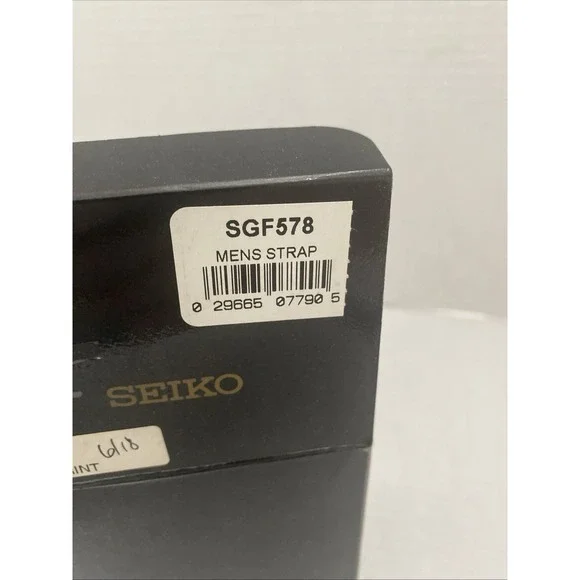 SGF578
MENS STRAP
0 29665 07790 5
SEIKO
6/18